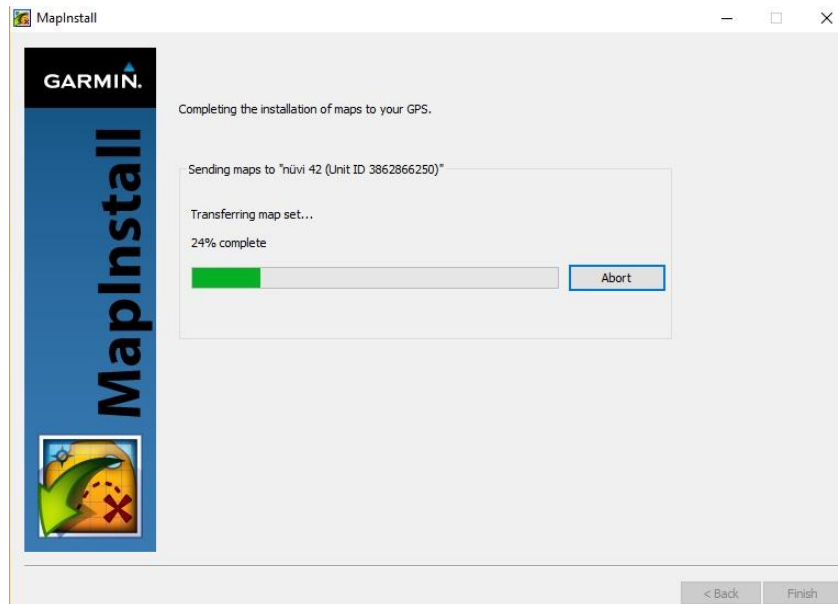 MapInstall
GARMIN.
MapInstall
Completing the installation of maps to your GPS.
Sending maps to "nüvi 42 (Unit ID 3862866250)"
Transferring map set...
24% complete
Abort
< Back
Finish